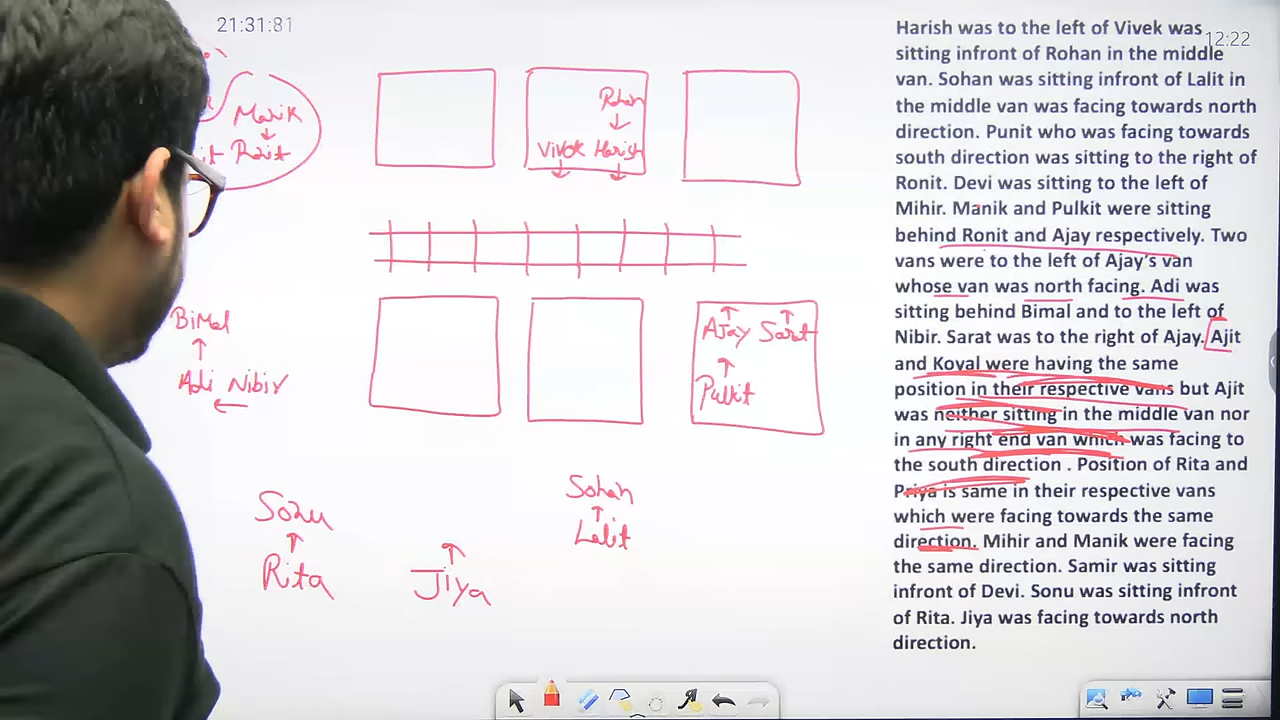 21:31:81
12:22
Manik
it Ronit
Rohan
Vivek Harish
Bimal
Adi Nibir
Ajay Sarat
Pulkit
Sohan
Lalit
Sonu
Rita
Jiya
Harish was to the left of Vivek was
sitting infront of Rohan in the middle
van. Sohan was sitting infront of Lalit in
the middle van was facing towards north
direction. Punit who was facing towards
south direction was sitting to the right of
Ronit. Devi was sitting to the left of
Mihir. Manik and Pulkit were sitting
behind Ronit and Ajay respectively. Two
vans were to the left of Ajay's van
whose van was north facing. Adi was
sitting behind Bimal and to the left of
Nibir. Sarat was to the right of Ajay. Ajit
and Koyal were having the same
position in their respective vans but Ajit
was neither sitting in the middle van nor
in any right end van which was facing to
the south direction . Position of Rita and
Priya is same in their respective vans
which were facing towards the same
direction. Mihir and Manik were facing
the same direction. Samir was sitting
infront of Devi. Sonu was sitting infront
of Rita. Jiya was facing towards north
direction.